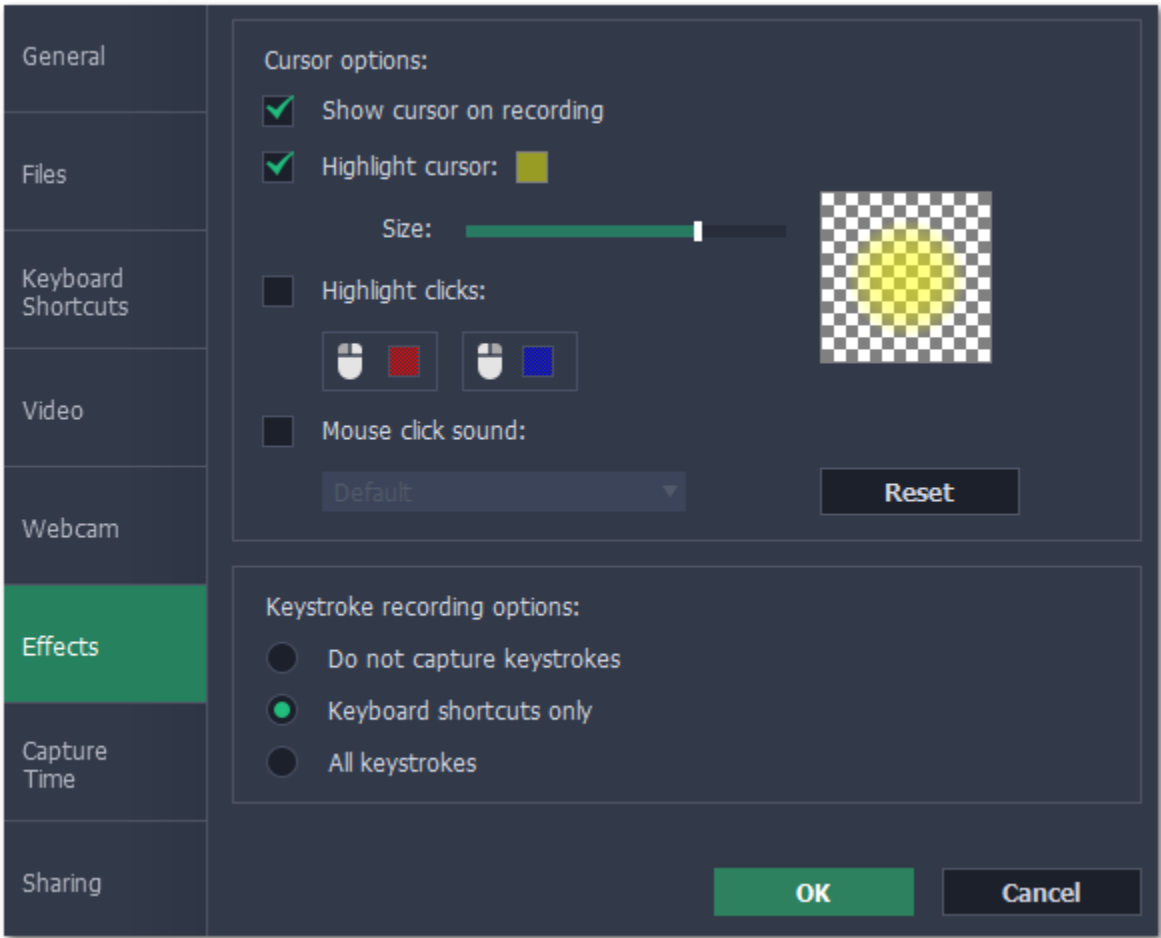 General
Files
Keyboard
Shortcuts
Video
Webcam
Effects
Capture
Time
Sharing
Cursor options:
Show cursor on recording
Highlight cursor:
Size:
Highlight clicks:
Mouse click sound:
Default
Reset
Keystroke recording options:
Do not capture keystrokes
Keyboard shortcuts only
All keystrokes
OK
Cancel